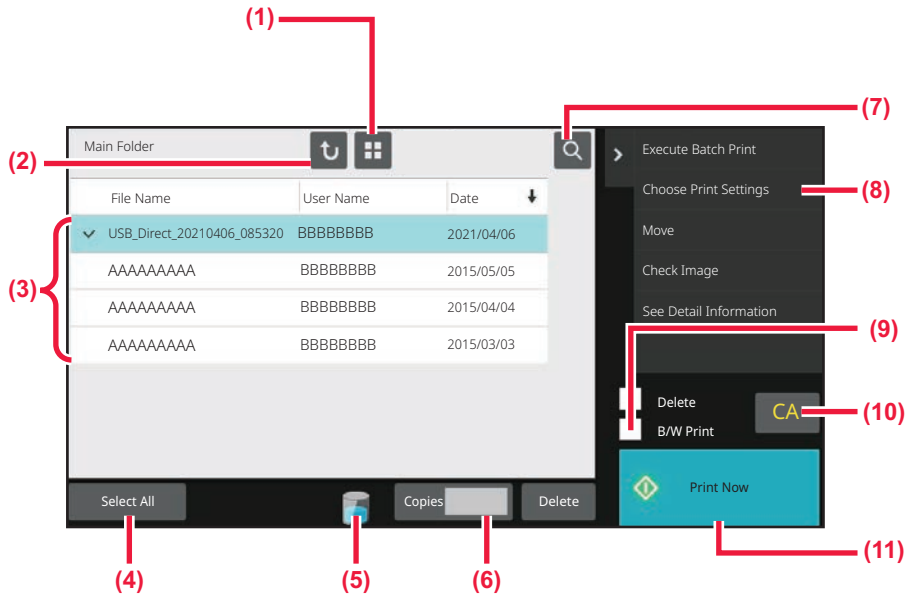 (1)
(7)
Main Folder
Execute Batch Print
(2)
File Name User Name Date
Choose Print Settings
(8)
USB_Direct_20210406_085320 BBBBBBBB 2021/04/06
Move
AAAAAAAAA BBBBBBBB 2015/05/05
Check Image
(3)
AAAAAAAAA BBBBBBBB 2015/04/04
See Detail Information
(9)
AAAAAAAAA BBBBBBBB 2015/03/03
Delete
CA
(10)
B/W Print
Select All
Copies
Delete
Print Now
(11)
(4)
(5)
(6)